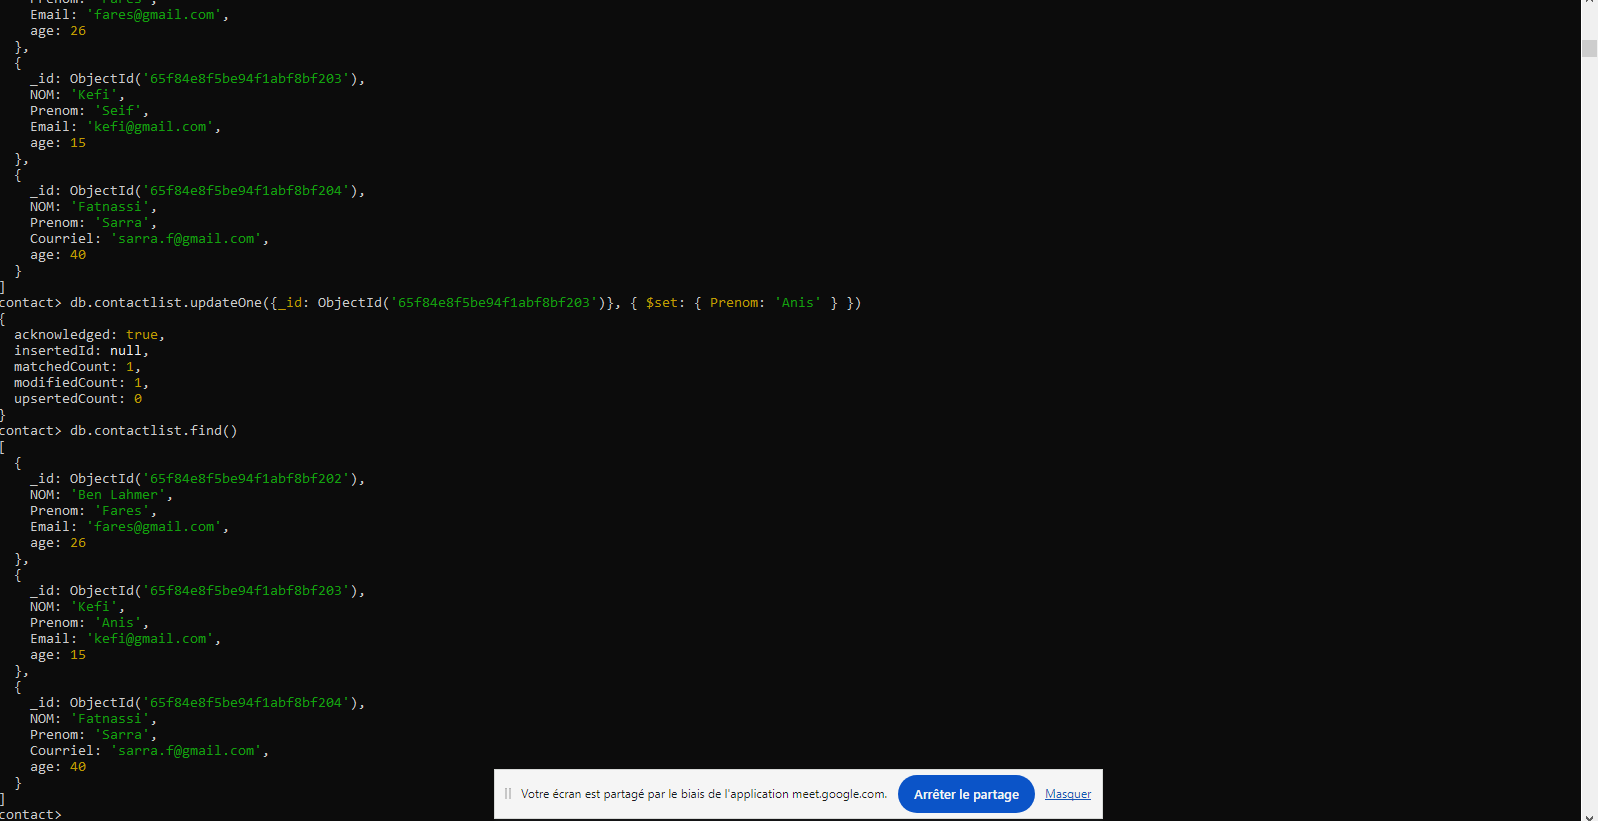 Prenom: 'Fares',
Email: 'fares@gmail.com',
age: 26
},
{
_id: ObjectId('65f84e8f5be94f1abf8bf203'),
NOM: 'Kefi',
Prenom: 'Seif',
Email: 'kefi@gmail.com',
age: 15
},
{
_id: ObjectId('65f84e8f5be94f1abf8bf204'),
NOM: 'Fatnassi',
Prenom: 'Sarra',
Courriel: 'sarra.f@gmail.com',
age: 40
}
]
contact> db.contactlist.updateOne({_id: ObjectId('65f84e8f5be94f1abf8bf203')}, { $set: { Prenom: 'Anis' } })
{
acknowledged: true,
insertedId: null,
matchedCount: 1,
modifiedCount: 1,
upsertedCount: 0
}
contact> db.contactlist.find()
[
{
_id: ObjectId('65f84e8f5be94f1abf8bf202'),
NOM: 'Ben Lahmer',
Prenom: 'Fares',
Email: 'fares@gmail.com',
age: 26
},
{
_id: ObjectId('65f84e8f5be94f1abf8bf203'),
NOM: 'Kefi',
Prenom: 'Anis',
Email: 'kefi@gmail.com',
age: 15
},
{
_id: ObjectId('65f84e8f5be94f1abf8bf204'),
NOM: 'Fatnassi',
Prenom: 'Sarra',
Courriel: 'sarra.f@gmail.com',
age: 40
}
]
contact>
Votre écran est partagé par le biais de l'application meet.google.com. Arrêter le partage Masquer